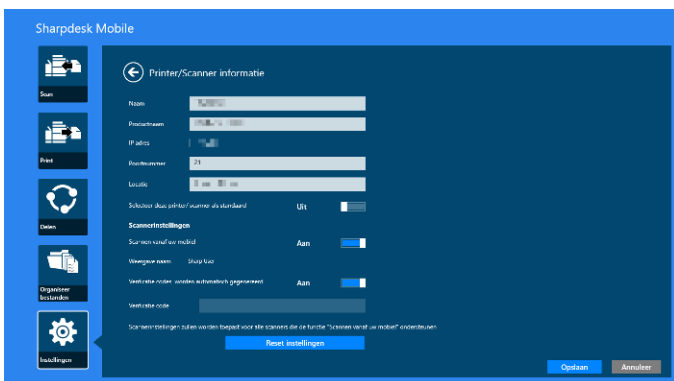 Sharpdesk Mobile
Scan
Print
Delen
Organiseer
bestanden
Instellingen
Printer/Scanner informatie
Naam
Productnaam
IP adres
Poortnummer 21
Locatie
Selecteer deze printer/scanner als standaard Uit
Scannerinstellingen
Scannen vanaf uw mobiel Aan
Weergave naam Sharp User
Verificatie codes worden automatisch gegenereerd Aan
Verificatie code
Scannerinstellingen zullen worden toepast voor alle scanners die de functie "Scannen vanaf uw mobiel" ondersteunen
Reset instellingen
Opslaan Annuleer